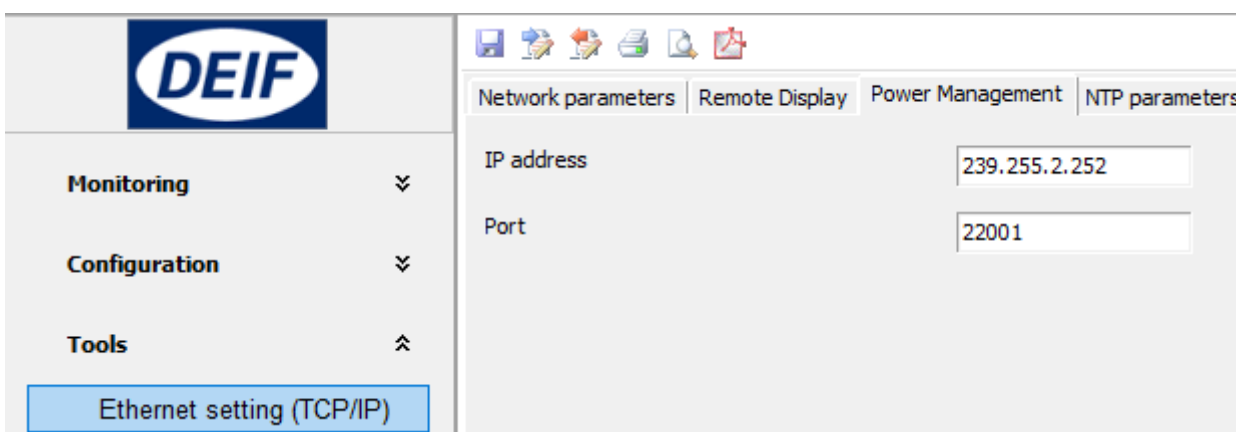 DEIF
Monitoring
Configuration
Tools
Ethernet setting (TCP/IP)
Network parameters
Remote Display
Power Management
NTP parameters
IP address
239.255.2.252
Port
22001